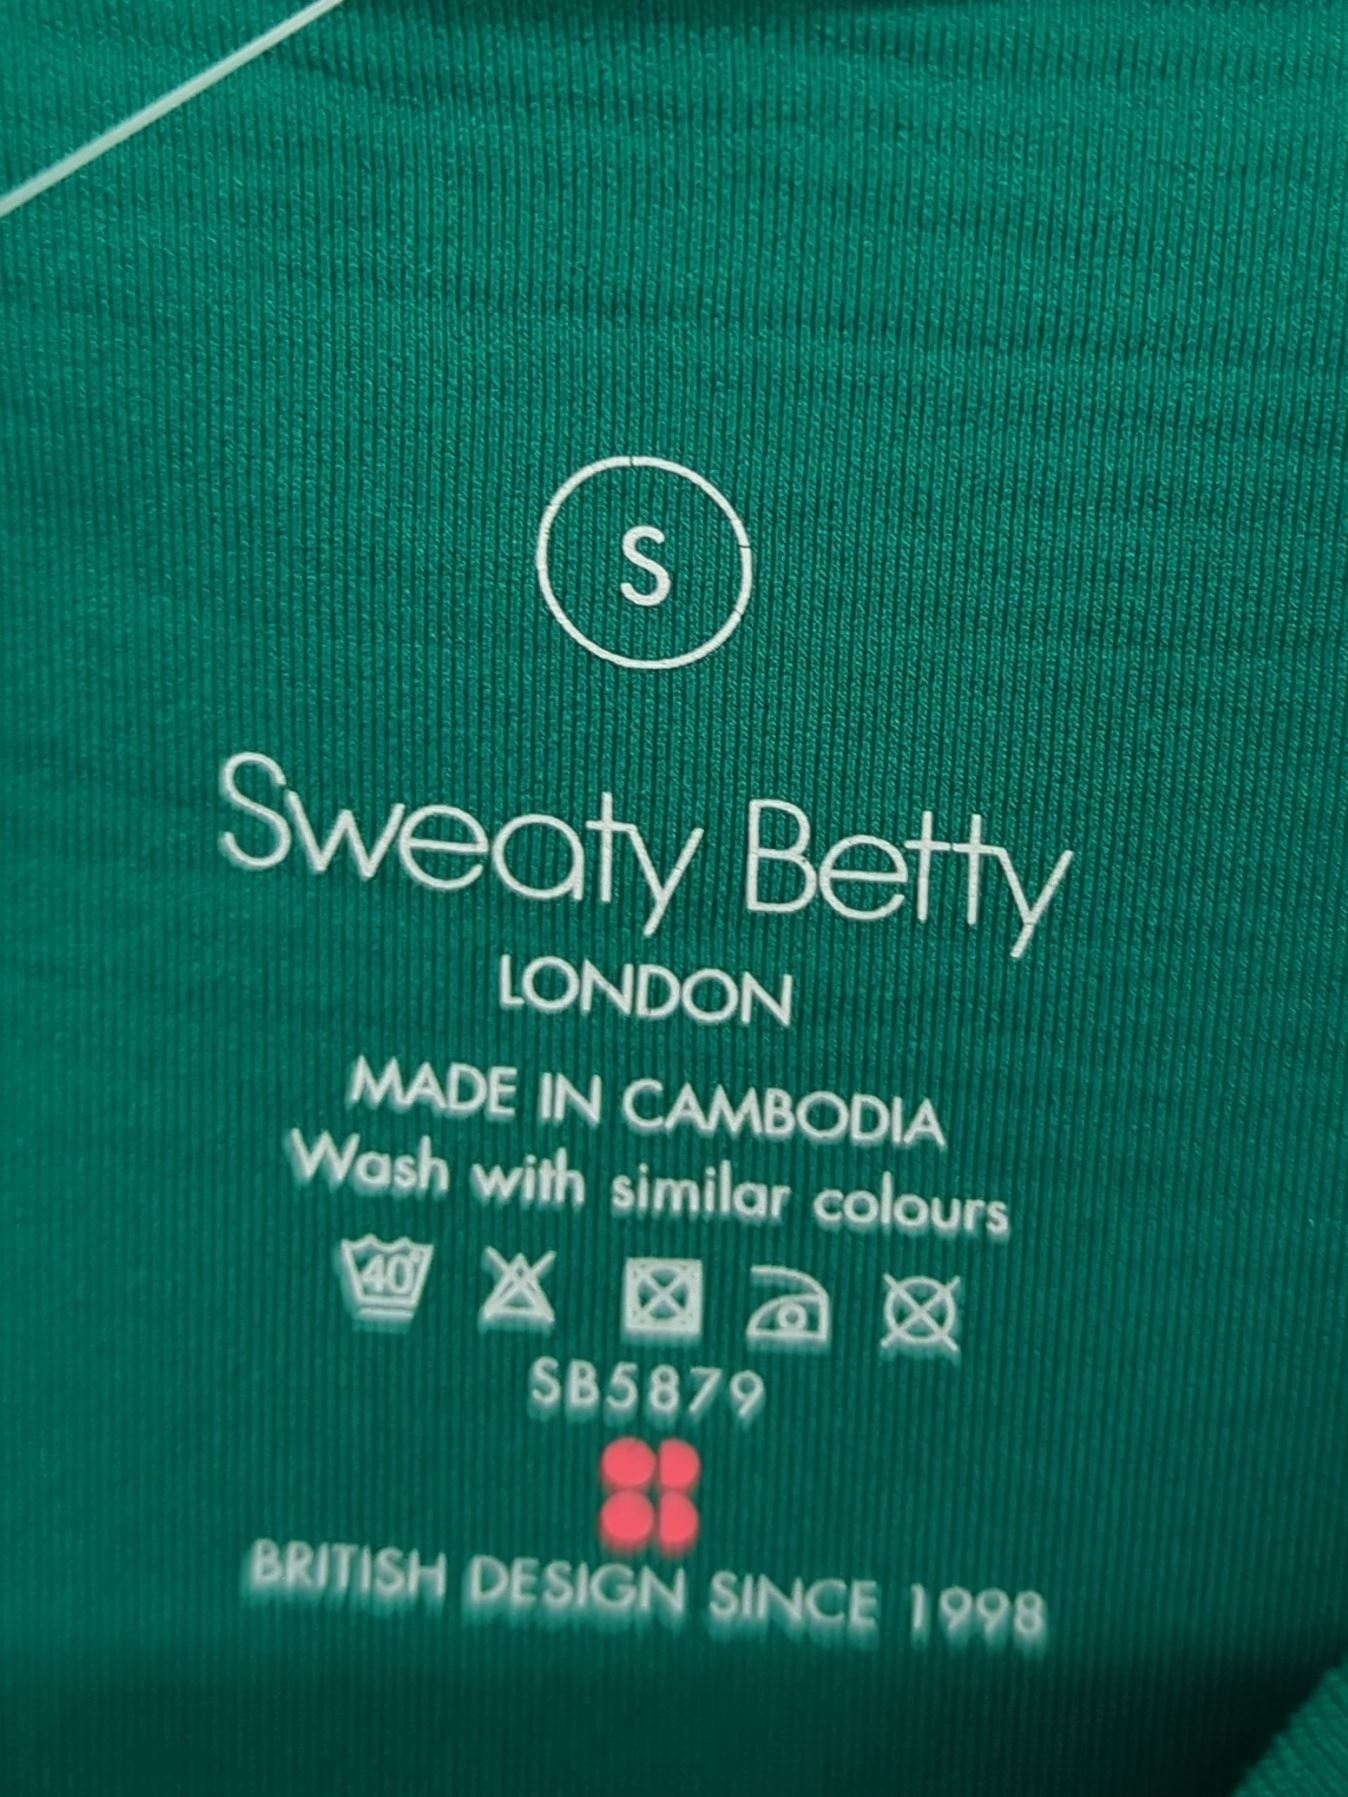 S
Sweaty Betty
LONDON
MADE IN CAMBODIA
Wash with similar colours
40°
SB5879
BRITISH DESIGN SINCE 1998